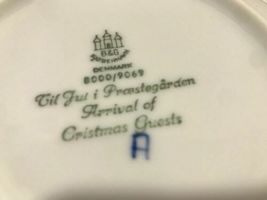 B&G
DENMARK
8000/9069
Til Jul i Præstegården
Arrival of
Cristmas Guests
A